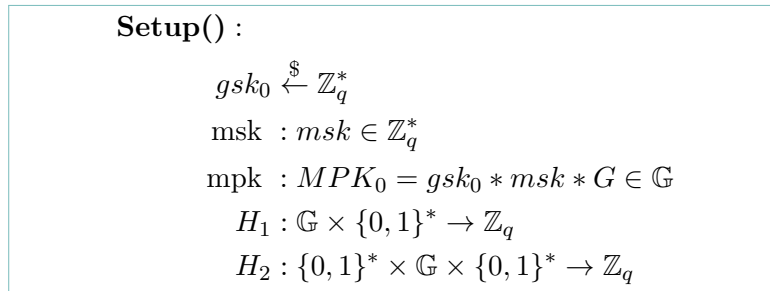 Setup() :
gsk₀ $← ℤ*_q
msk : msk ∈ ℤ*_q
mpk : MPK₀ = gsk₀ * msk * G ∈ 𝔾
H₁ : 𝔾 × {0, 1}* → ℤ_q
H₂ : {0, 1}* × 𝔾 × {0, 1}* → ℤ_q